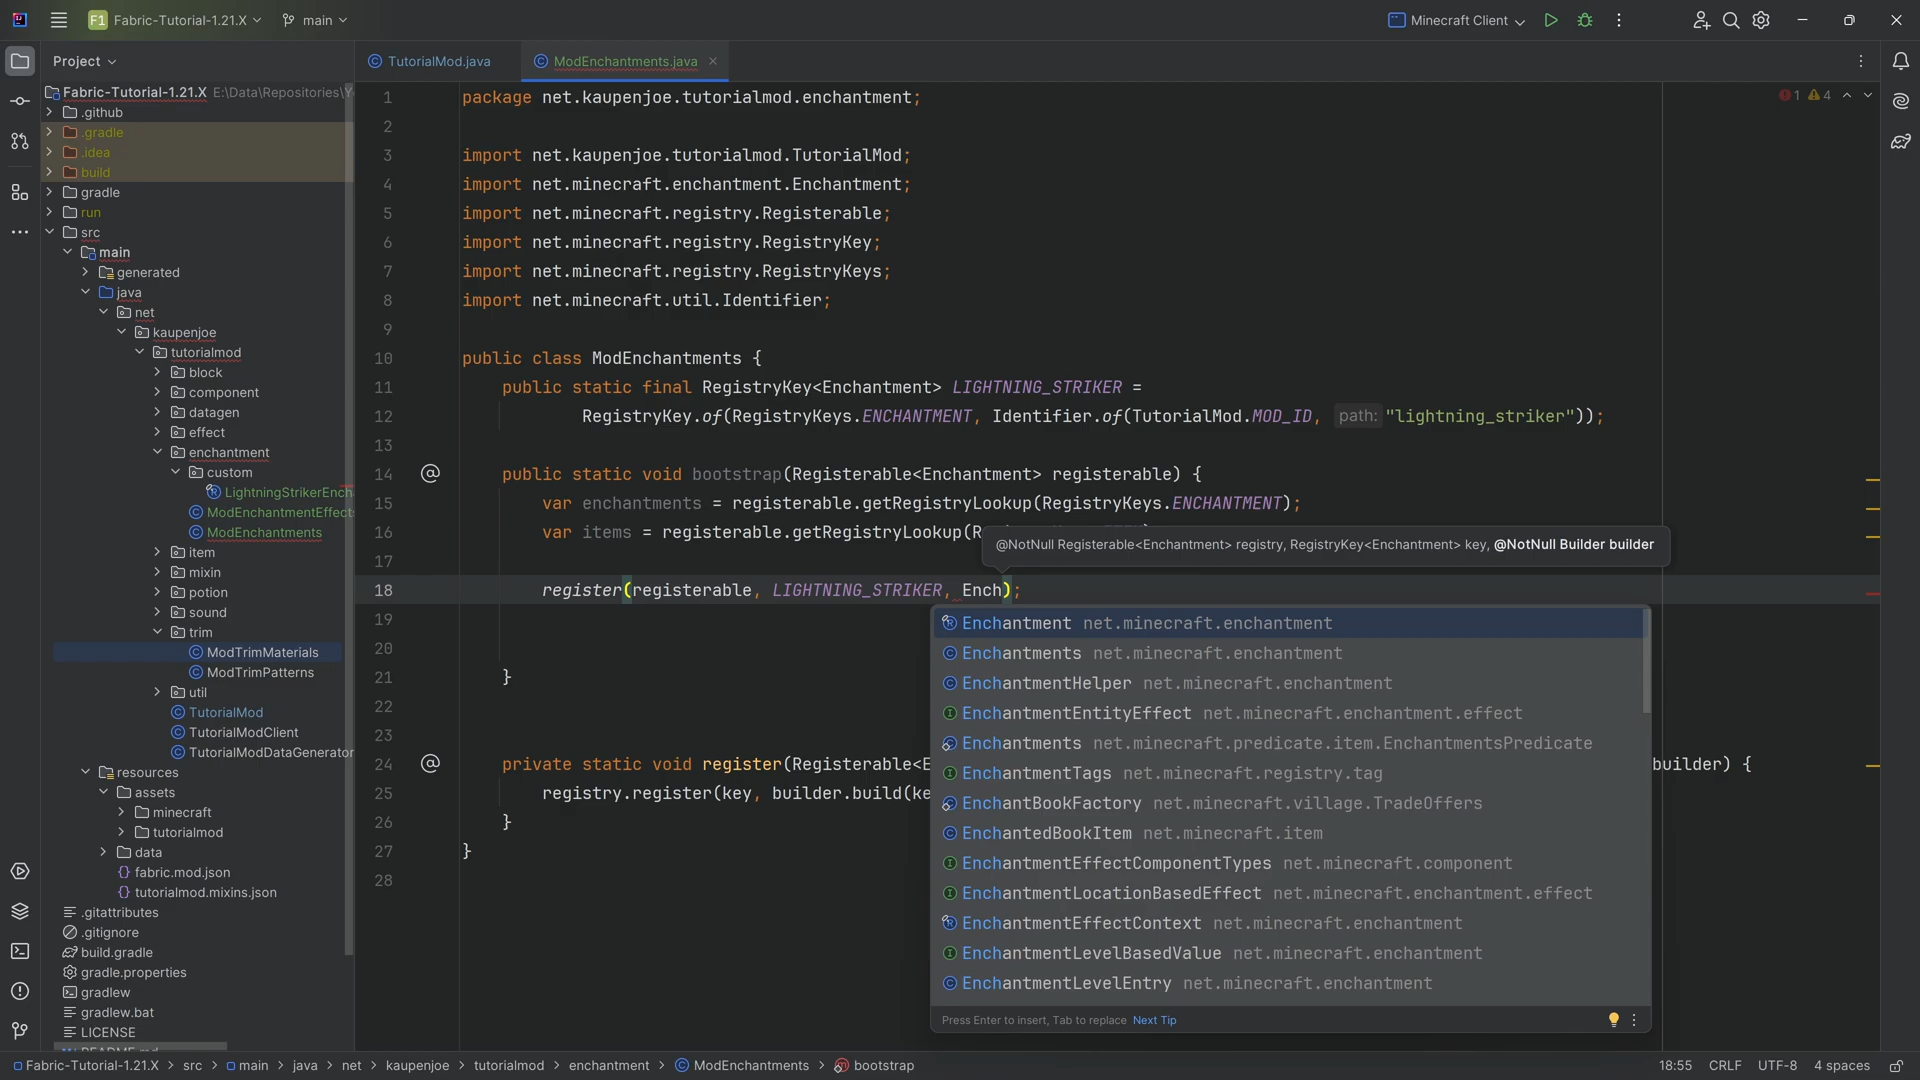 F1 Fabric-Tutorial-1.21.X main Minecraft Client
Project
TutorialMod.java
ModEnchantments.java
Fabric-Tutorial-1.21.X E:\Data\Repositories\Y
.github
.gradle
.idea
build
gradle
run
src
main
generated
java
net
kaupenjoe
tutorialmod
block
component
datagen
effect
enchantment
custom
LightningStrikerEnch
ModEnchantmentEffects
ModEnchantments
item
mixin
potion
sound
trim
ModTrimMaterials
ModTrimPatterns
util
TutorialMod
TutorialModClient
TutorialModDataGenerator
resources
assets
minecraft
tutorialmod
data
fabric.mod.json
tutorialmod.mixins.json
.gitattributes
.gitignore
build.gradle
gradle.properties
gradlew
gradlew.bat
LICENSE
1 4
1 package net.kaupenjoe.tutorialmod.enchantment;
2
3 import net.kaupenjoe.tutorialmod.TutorialMod;
4 import net.minecraft.enchantment.Enchantment;
5 import net.minecraft.registry.Registerable;
6 import net.minecraft.registry.RegistryKey;
7 import net.minecraft.registry.RegistryKeys;
8 import net.minecraft.util.Identifier;
9
10 public class ModEnchantments {
11 public static final RegistryKey<Enchantment> LIGHTNING_STRIKER =
12 RegistryKey.of(RegistryKeys.ENCHANTMENT, Identifier.of(TutorialMod.MOD_ID, path: "lightning_striker"));
13
14 @ public static void bootstrap(Registerable<Enchantment> registerable) {
15 var enchantments = registerable.getRegistryLookup(RegistryKeys.ENCHANTMENT);
16 var items = registerable.getRegistryLookup(R
@NotNull Registerable<Enchantment> registry, RegistryKey<Enchantment> key, @NotNull Builder builder
17
18 register(registerable, LIGHTNING_STRIKER, Ench);
19
20
21 }
22
23
24 @ private static void register(Registerable<E builder) {
25 registry.register(key, builder.build(ke
26 }
27 }
28
Enchantment net.minecraft.enchantment
Enchantments net.minecraft.enchantment
EnchantmentHelper net.minecraft.enchantment
EnchantmentEntityEffect net.minecraft.enchantment.effect
Enchantments net.minecraft.predicate.item.EnchantmentsPredicate
EnchantmentTags net.minecraft.registry.tag
EnchantBookFactory net.minecraft.village.TradeOffers
EnchantedBookItem net.minecraft.item
EnchantmentEffectComponentTypes net.minecraft.component
EnchantmentLocationBasedEffect net.minecraft.enchantment.effect
EnchantmentEffectContext net.minecraft.enchantment
EnchantmentLevelBasedValue net.minecraft.enchantment
EnchantmentLevelEntry net.minecraft.enchantment
Press Enter to insert, Tab to replace Next Tip
Fabric-Tutorial-1.21.X > src > main > java > net > kaupenjoe > tutorialmod > enchantment > ModEnchantments > bootstrap 18:55 CRLF UTF-8 4 spaces